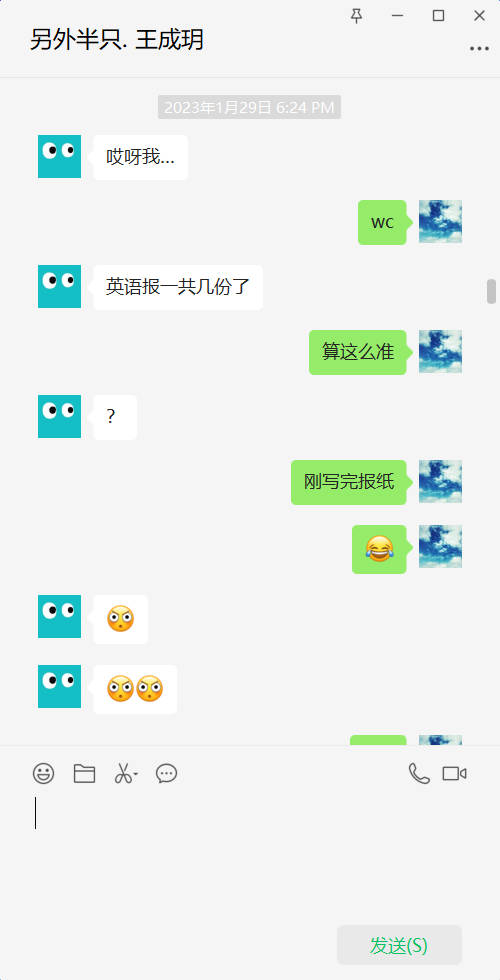 另外半只. 王成玥
2023年1月29日 6:24 PM
哎呀我...
wc
英语报一共几份了
算这么准
?
刚写完报纸
发送(S)